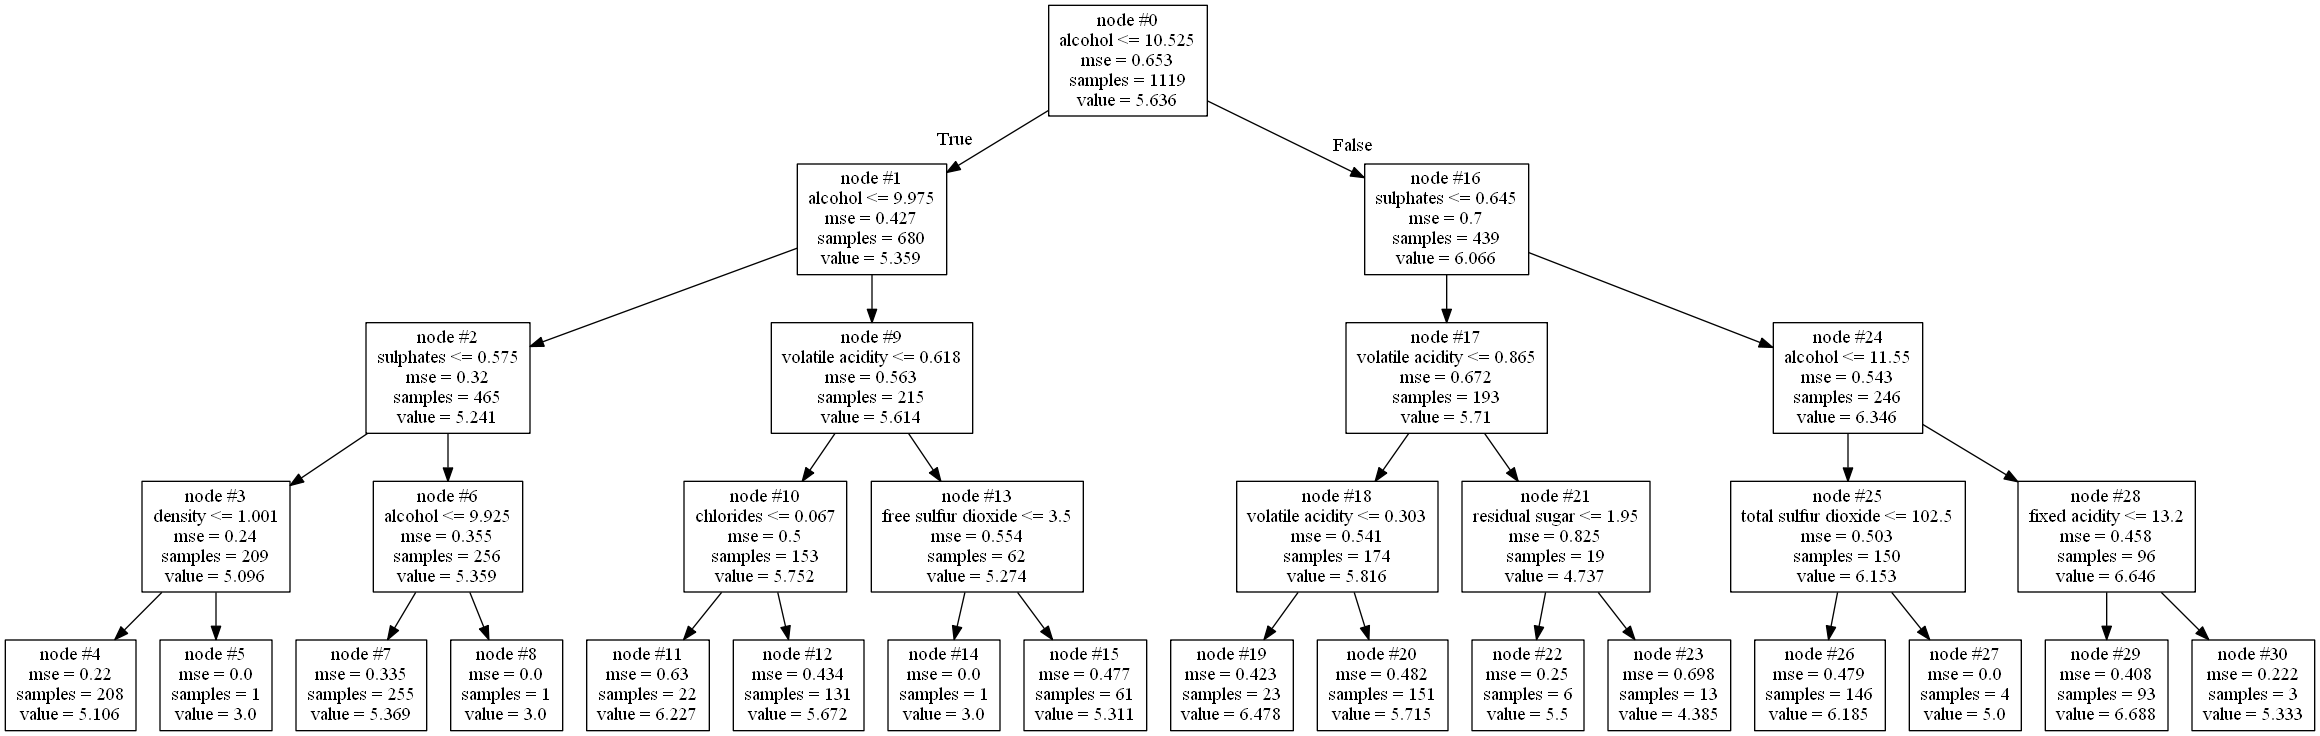 node #0
alcohol <= 10.525
mse = 0.653
samples = 1119
value = 5.636
True
False
node #1
alcohol <= 9.975
mse = 0.427
samples = 680
value = 5.359
node #16
sulphates <= 0.645
mse = 0.7
samples = 439
value = 6.066
node #2
sulphates <= 0.575
mse = 0.32
samples = 465
value = 5.241
node #9
volatile acidity <= 0.618
mse = 0.563
samples = 215
value = 5.614
node #17
volatile acidity <= 0.865
mse = 0.672
samples = 193
value = 5.71
node #24
alcohol <= 11.55
mse = 0.543
samples = 246
value = 6.346
node #3
density <= 1.001
mse = 0.24
samples = 209
value = 5.096
node #6
alcohol <= 9.925
mse = 0.355
samples = 256
value = 5.359
node #10
chlorides <= 0.067
mse = 0.5
samples = 153
value = 5.752
node #13
free sulfur dioxide <= 3.5
mse = 0.554
samples = 62
value = 5.274
node #18
volatile acidity <= 0.303
mse = 0.541
samples = 174
value = 5.816
node #21
residual sugar <= 1.95
mse = 0.825
samples = 19
value = 4.737
node #25
total sulfur dioxide <= 102.5
mse = 0.503
samples = 150
value = 6.153
node #28
fixed acidity <= 13.2
mse = 0.458
samples = 96
value = 6.646
node #4
mse = 0.22
samples = 208
value = 5.106
node #5
mse = 0.0
samples = 1
value = 3.0
node #7
mse = 0.335
samples = 255
value = 5.369
node #8
mse = 0.0
samples = 1
value = 3.0
node #11
mse = 0.63
samples = 22
value = 6.227
node #12
mse = 0.434
samples = 131
value = 5.672
node #14
mse = 0.0
samples = 1
value = 3.0
node #15
mse = 0.477
samples = 61
value = 5.311
node #19
mse = 0.423
samples = 23
value = 6.478
node #20
mse = 0.482
samples = 151
value = 5.715
node #22
mse = 0.25
samples = 6
value = 5.5
node #23
mse = 0.698
samples = 13
value = 4.385
node #26
mse = 0.479
samples = 146
value = 6.185
node #27
mse = 0.0
samples = 4
value = 5.0
node #29
mse = 0.408
samples = 93
value = 6.688
node #30
mse = 0.222
samples = 3
value = 5.333